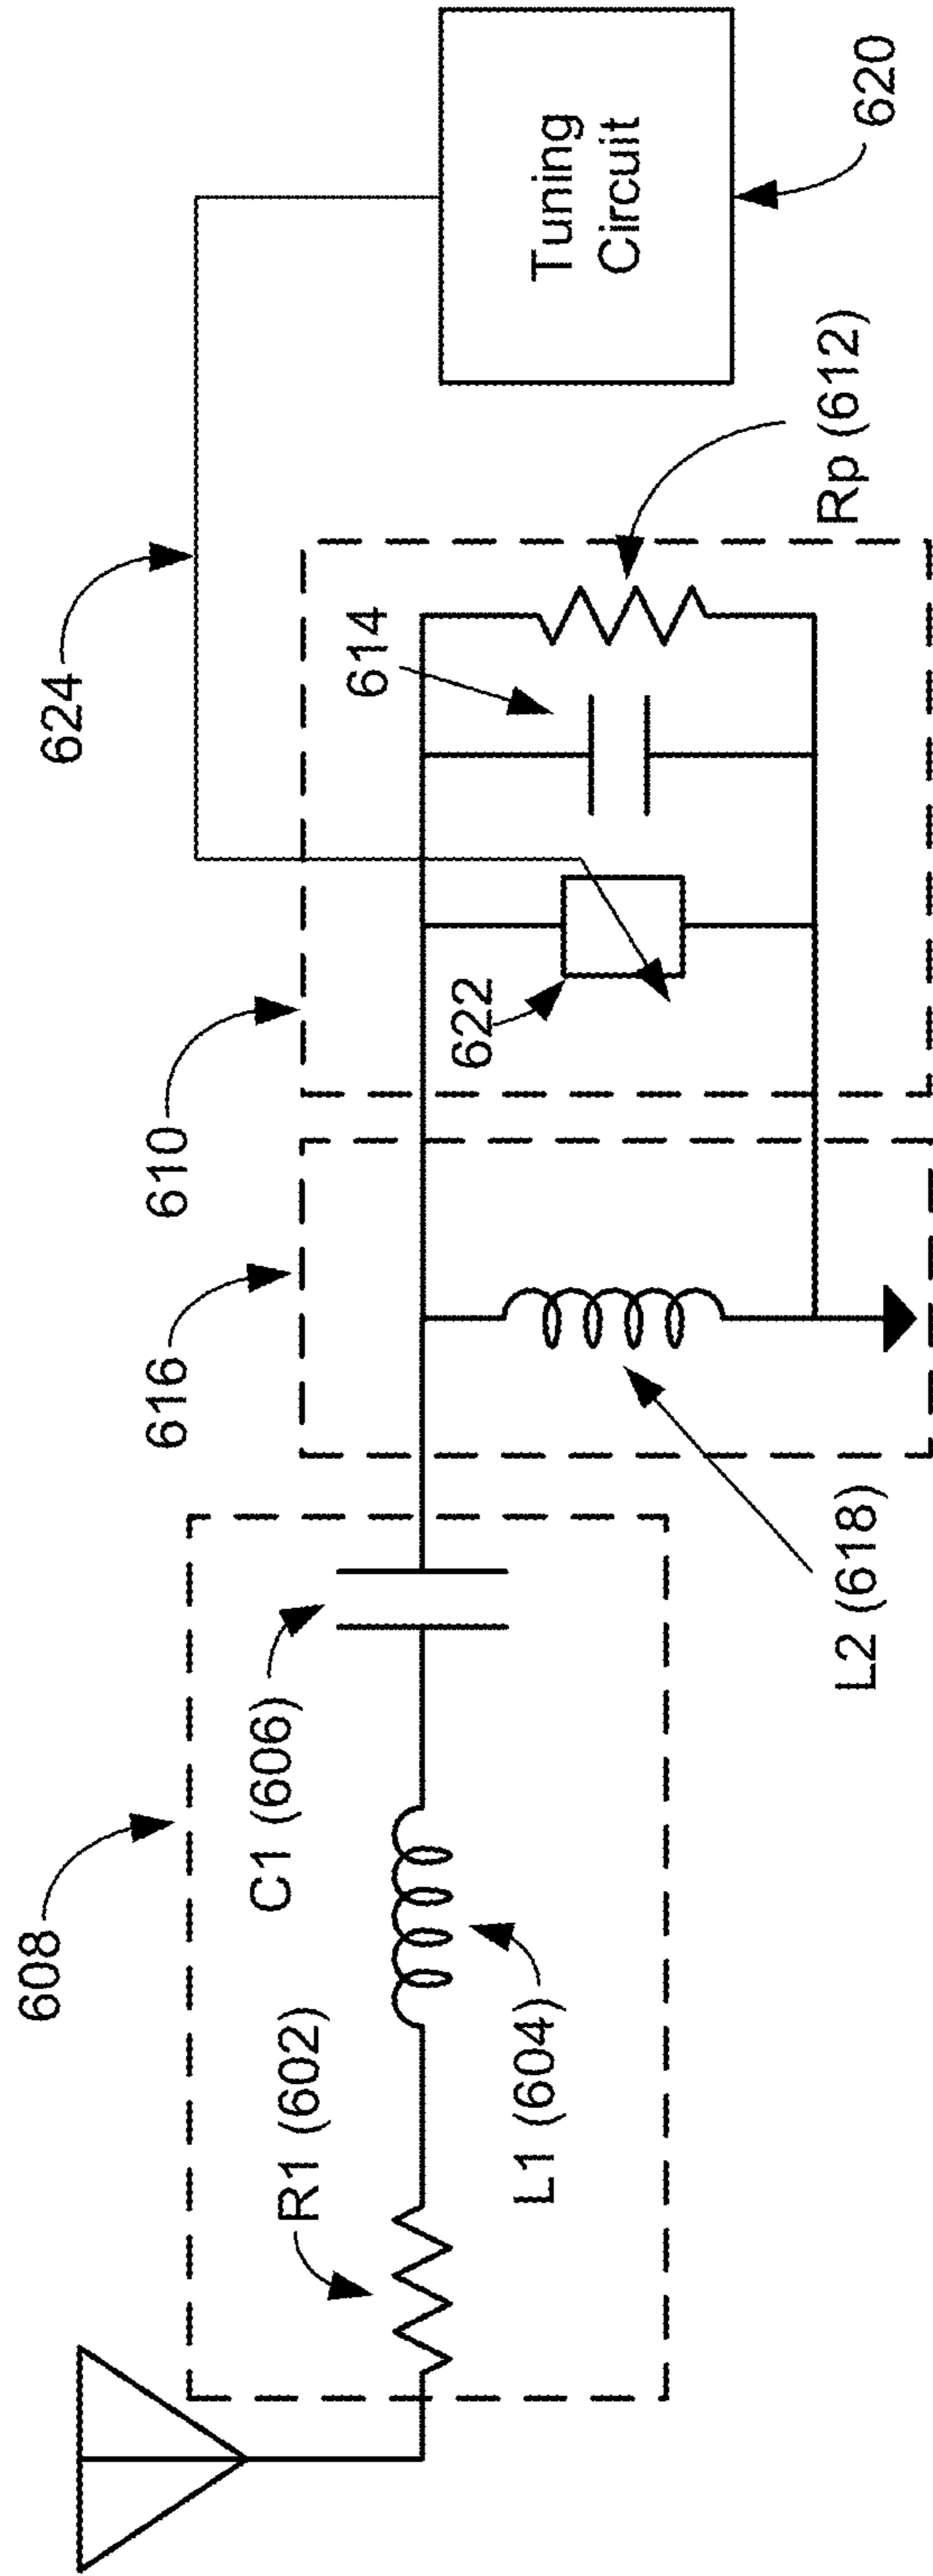 608
R1 (602)
C1 (606)
L1 (604)
616
610
624
L2 (618)
622
614
Rp (612)
Tuning
Circuit
620